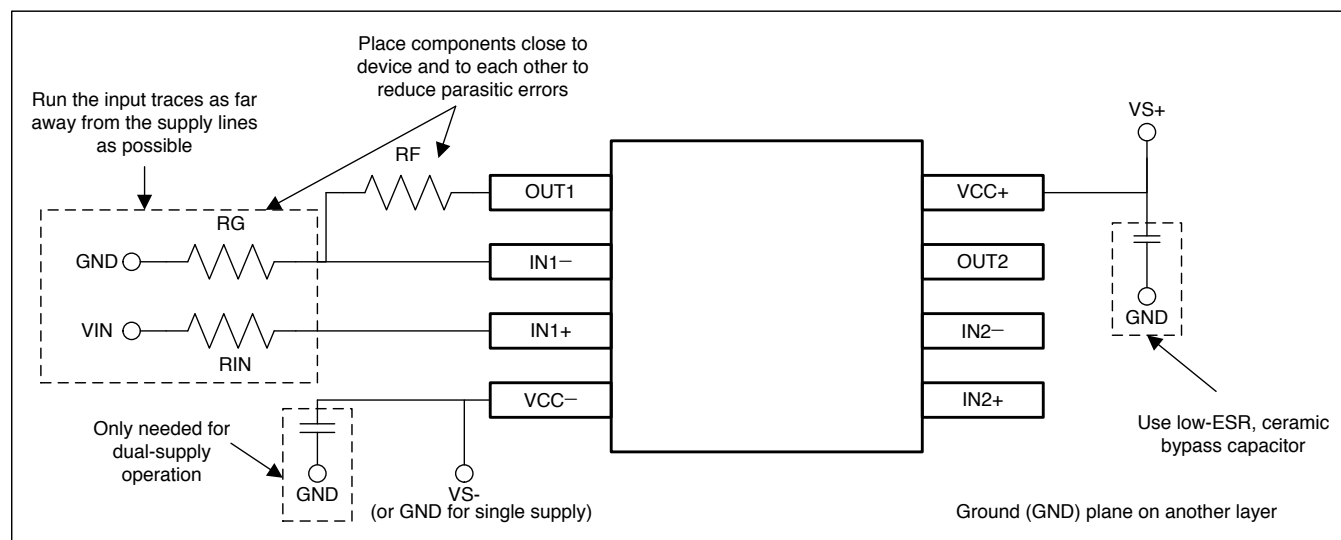 Place components close to
device and to each other to
reduce parasitic errors
Run the input traces as far
away from the supply lines
as possible
VS+
RF
OUT1
VCC+
RG
GND
IN1−
OUT2
VIN
IN1+
IN2−
GND
RIN
VCC−
IN2+
Only needed for
dual-supply
operation
Use low-ESR, ceramic
bypass capacitor
GND
VS-
(or GND for single supply)
Ground (GND) plane on another layer